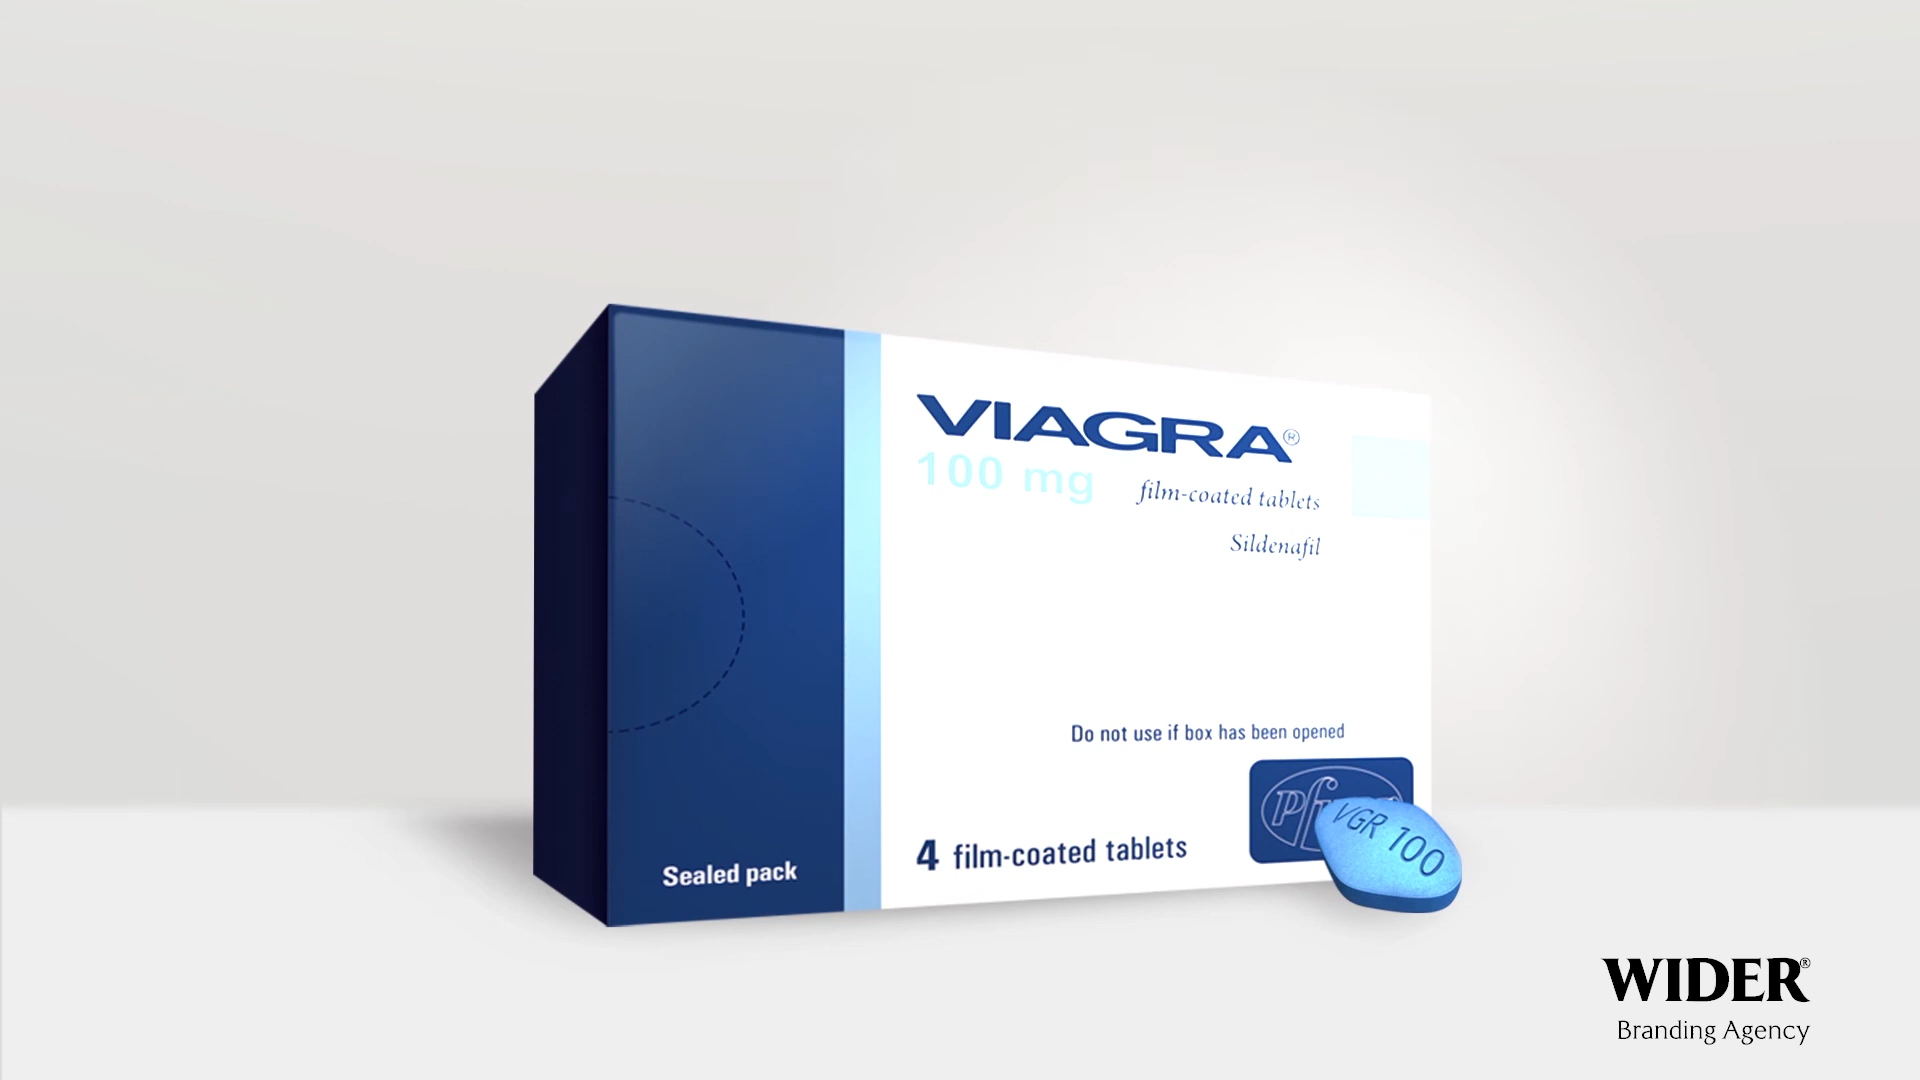 VIAGRA®
100 mg
film-coated tablets
Sildenafil
Do not use if box has been opened
4 film-coated tablets
Sealed pack
VGR 100
WIDER®
Branding Agency